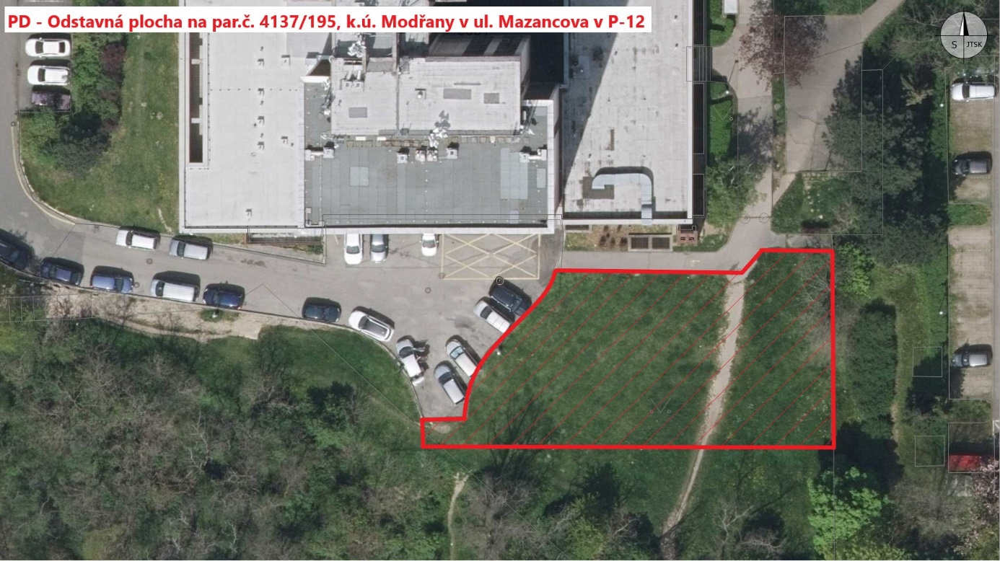 PD - Odstavná plocha na par.č. 4137/195, k.ú. Modřany v ul. Mazancova v P-12
S JTSK